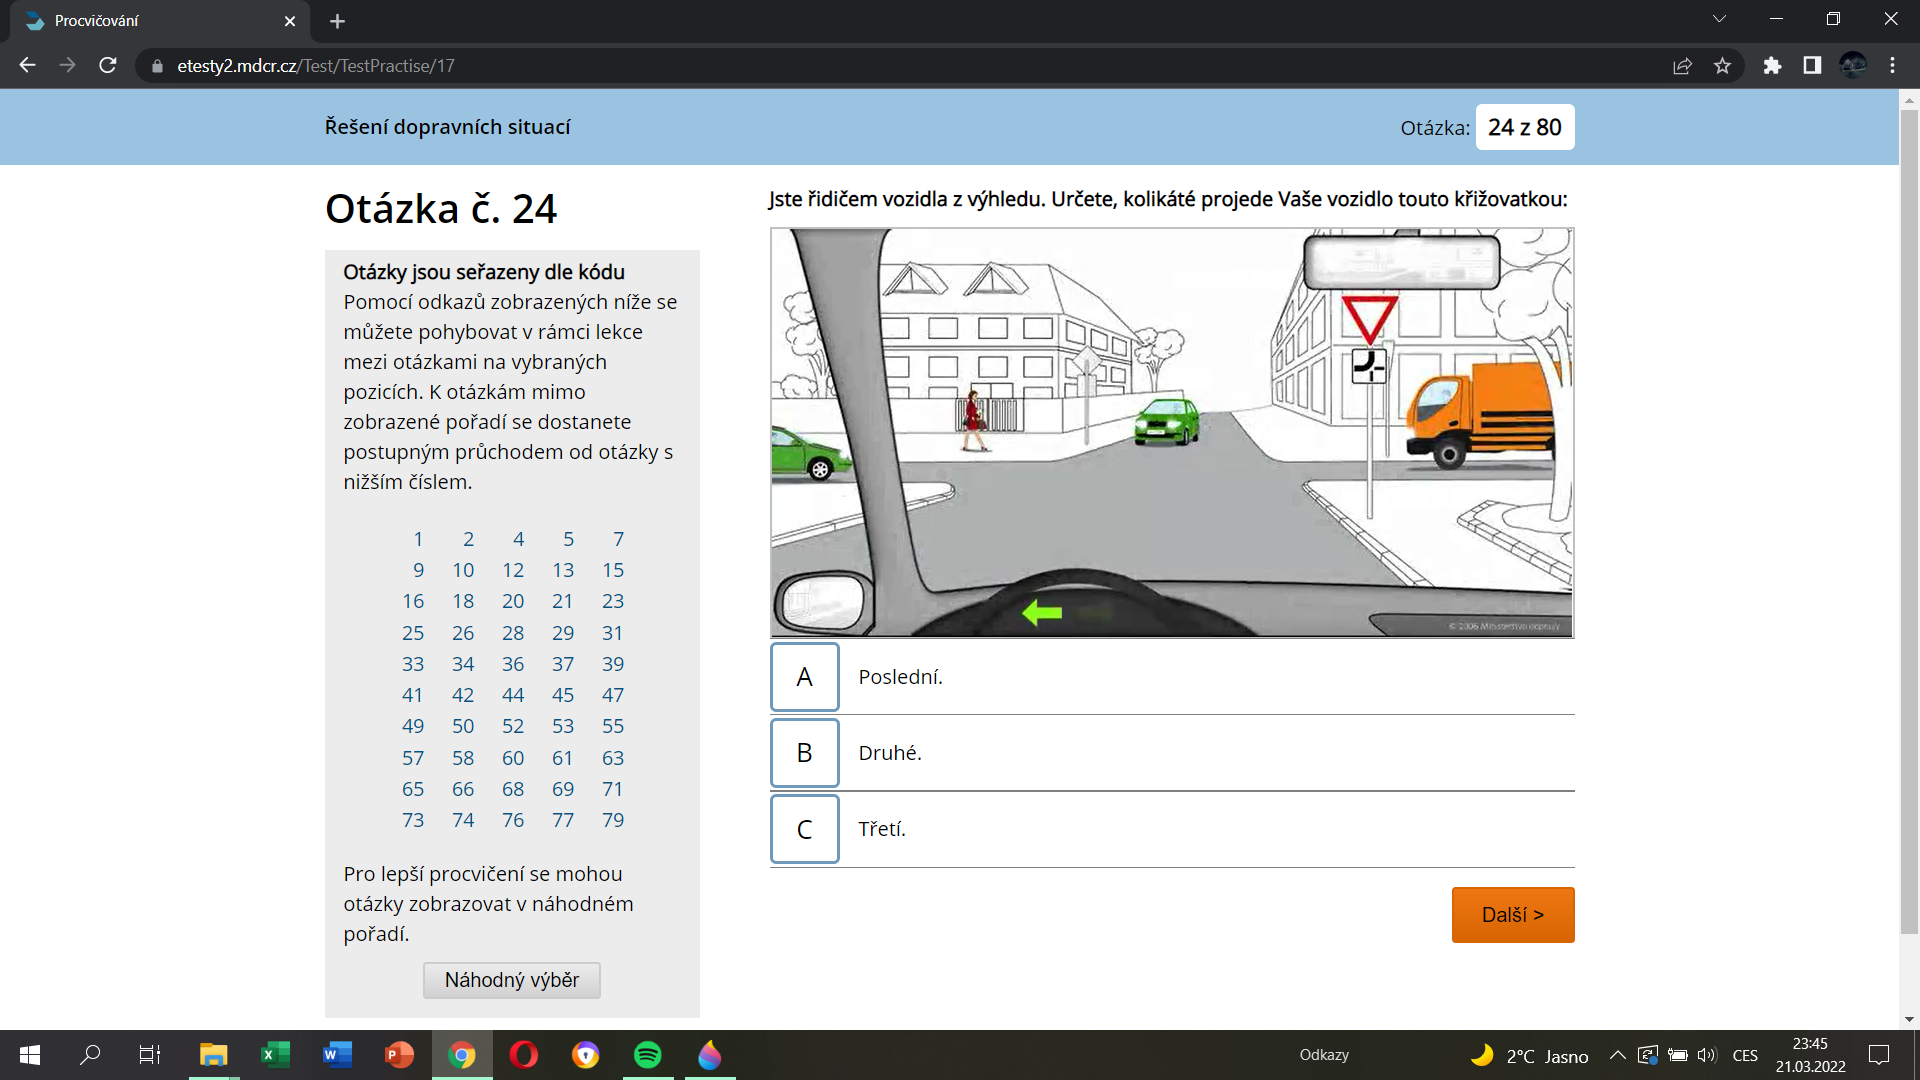 Procvičování
etesty2.mdcr.cz/Test/TestPractise/17
Řešení dopravních situací
Otázka: 24 z 80
Otázka č. 24
Otázky jsou seřazeny dle kódu
Pomocí odkazů zobrazených níže se
můžete pohybovat v rámci lekce
mezi otázkami na vybraných
pozicích. K otázkám mimo
zobrazené pořadí se dostanete
postupným průchodem od otázky s
nižším číslem.
1 2 4 5 7
9 10 12 13 15
16 18 20 21 23
25 26 28 29 31
33 34 36 37 39
41 42 44 45 47
49 50 52 53 55
57 58 60 61 63
65 66 68 69 71
73 74 76 77 79
Pro lepší procvičení se mohou
otázky zobrazovat v náhodném
pořadí.
Náhodný výběr
Jste řidičem vozidla z výhledu. Určete, kolikáté projede Vaše vozidlo touto křižovatkou:
© 2006 Ministerstvo dopravy
A Poslední.
B Druhé.
C Třetí.
Další >
Odkazy
2°C Jasno
CES
23:45
21.03.2022